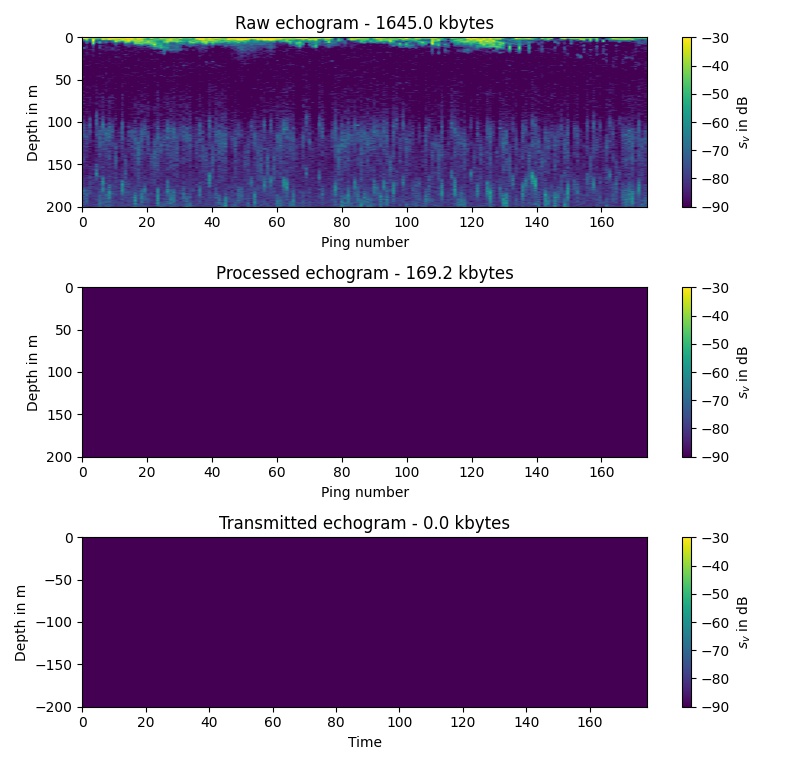 Raw echogram - 1645.0 kbytes
0
50
100
150
200
Depth in m
0 20 40 60 80 100 120 140 160
Ping number
−30
−40
−50
−60
−70
−80
−90
sv in dB
Processed echogram - 169.2 kbytes
0
50
100
150
200
Depth in m
0 20 40 60 80 100 120 140 160
Ping number
−30
−40
−50
−60
−70
−80
−90
sv in dB
Transmitted echogram - 0.0 kbytes
0
−50
−100
−150
−200
Depth in m
0 20 40 60 80 100 120 140 160
Time
−30
−40
−50
−60
−70
−80
−90
sv in dB